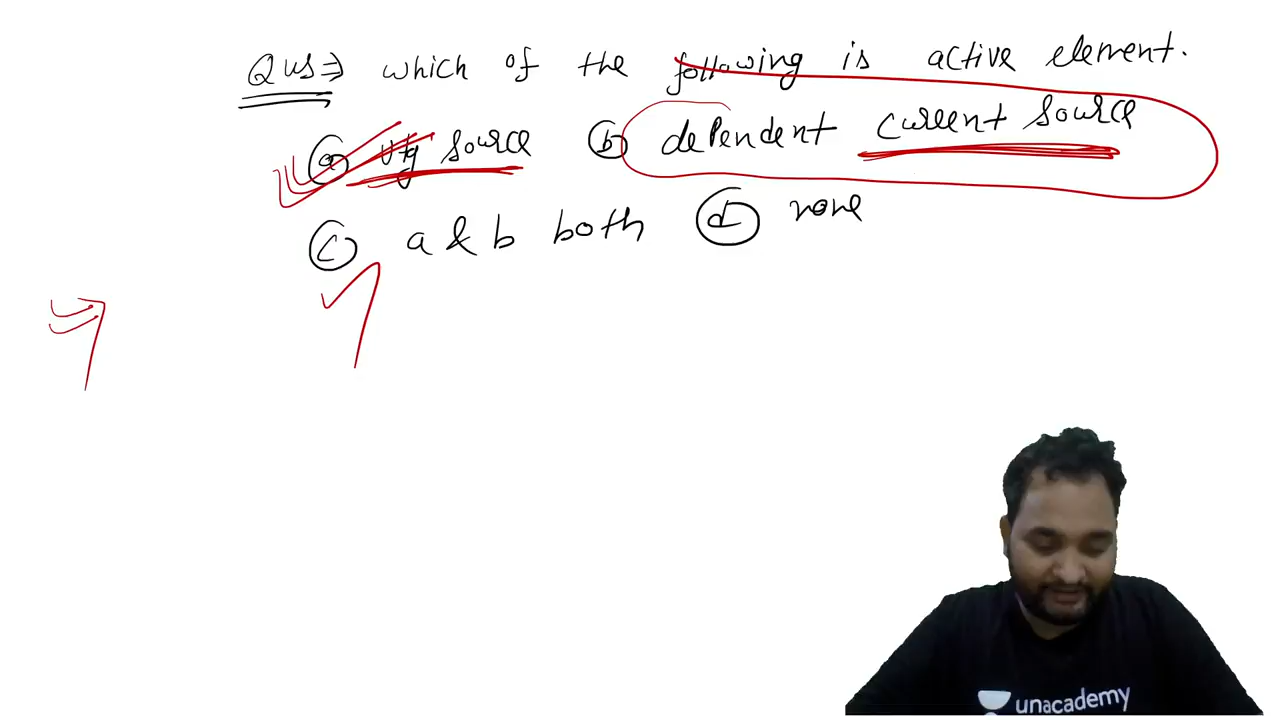 Qus ⇒ which of the following is active element.
ⓐ vtg source ⓑ dependent current source
ⓒ a & b both ⓓ none
unacademy